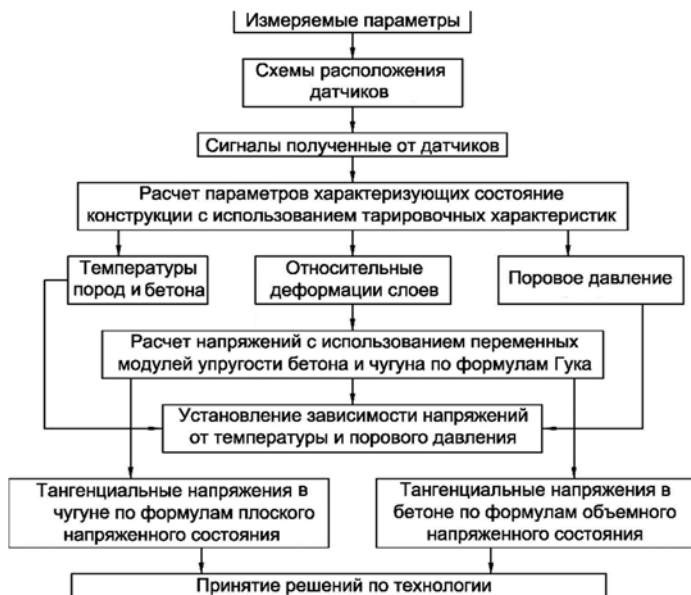 Измеряемые параметры
Схемы расположения
датчиков
Сигналы полученные от датчиков
Расчет параметров характеризующих состояние
конструкции с использованием тарировочных характеристик
Температуры
пород и бетона
Относительные
деформации слоев
Поровое давление
Расчет напряжений с использованием переменных
модулей упругости бетона и чугуна по формулам Гука
Установление зависимости напряжений
от температуры и порового давления
Тангенциальные напряжения в
чугуне по формулам плоского
напряженного состояния
Тангенциальные напряжения в
бетоне по формулам объемного
напряженного состояния
Принятие решений по технологии